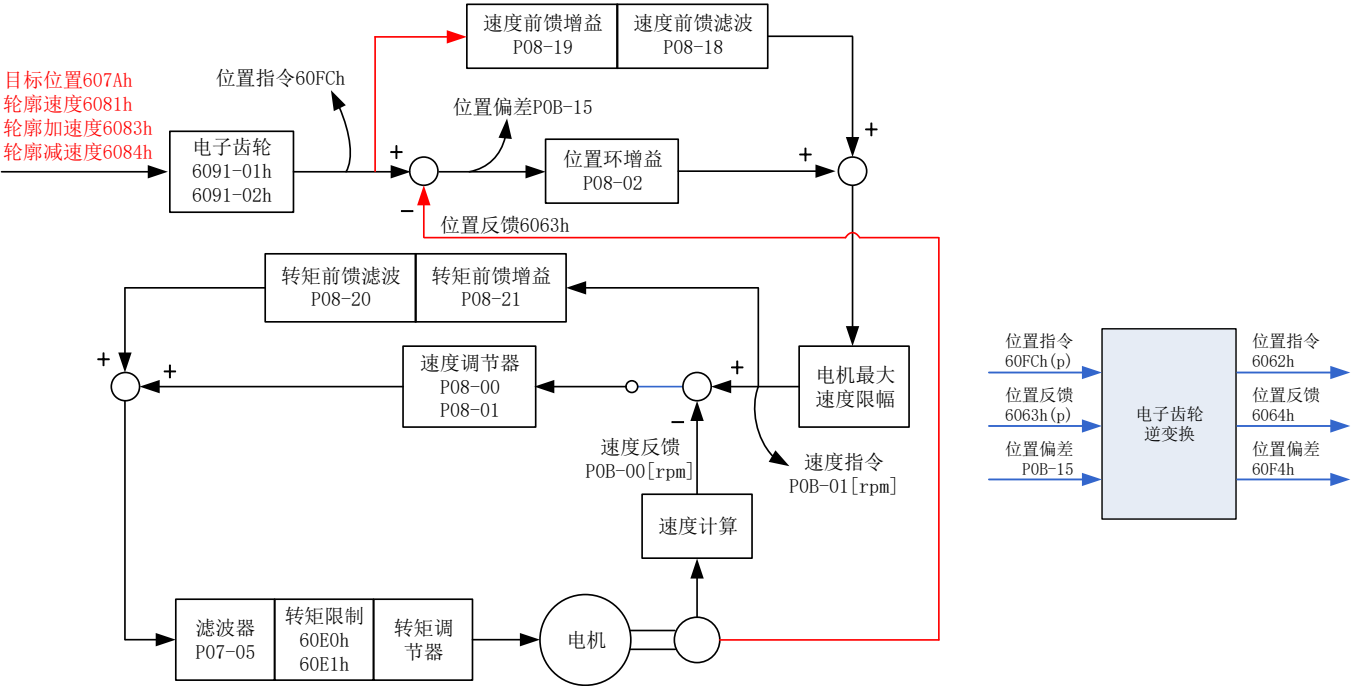 速度前馈增益
P08-19
速度前馈滤波
P08-18
目标位置607Ah
轮廓速度6081h
轮廓加速度6083h
轮廓减速度6084h
位置指令60FCh
位置偏差P0B-15
电子齿轮
6091-01h
6091-02h
+
+
+
位置环增益
P08-02
−
位置反馈6063h
转矩前馈滤波
P08-20
转矩前馈增益
P08-21
+
+
速度调节器
P08-00
P08-01
+
−
电机最大
速度限幅
速度反馈
P0B-00[rpm]
速度指令
P0B-01[rpm]
速度计算
滤波器
P07-05
转矩限制
60E0h
60E1h
转矩调
节器
电机
位置指令
60FCh(p)
位置反馈
6063h(p)
位置偏差
P0B-15
电子齿轮
逆变换
位置指令
6062h
位置反馈
6064h
位置偏差
60F4h